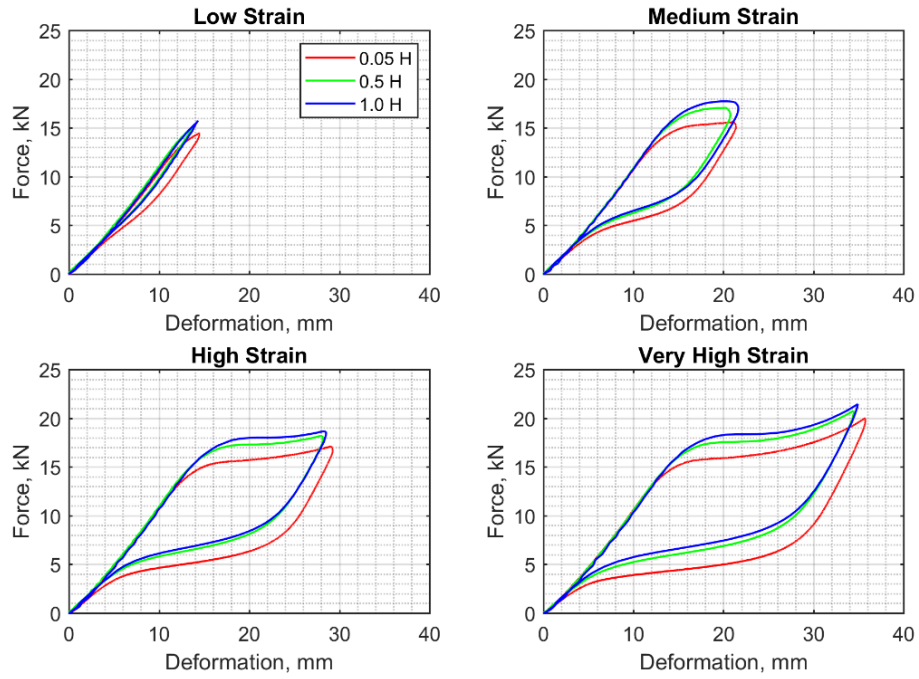 Low Strain
25
20
15
10
5
0
Force, kN
0 10 20 30 40
Deformation, mm
0.05 H
0.5 H
1.0 H
Medium Strain
25
20
15
10
5
0
Force, kN
0 10 20 30 40
Deformation, mm
High Strain
25
20
15
10
5
0
Force, kN
0 10 20 30 40
Deformation, mm
Very High Strain
25
20
15
10
5
0
Force, kN
0 10 20 30 40
Deformation, mm